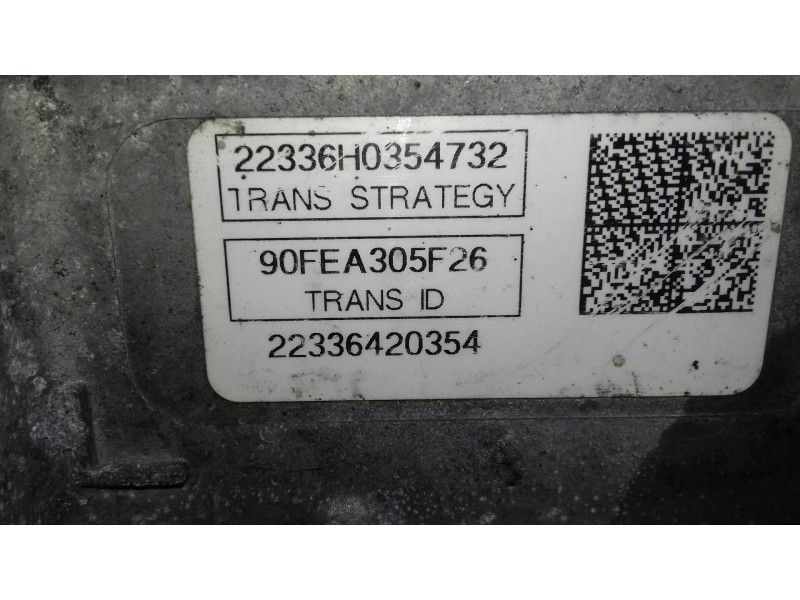 22336H0354732
TRANS STRATEGY
90FEA305F26
TRANS ID
22336420354